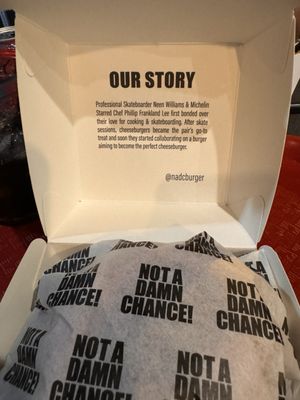 OUR STORY
Professional Skateboarder Neen Williams & Michelin
Starred Chef Phillip Frankland Lee first bonded over
their love for cooking & skateboarding. After skate
sessions, cheeseburgers became the pair's go-to
treat and soon they started collaborating on a burger
aiming to become the perfect cheeseburger.
@nadcburger
NOT A
DAMN
CHANCE!
NOT A
DAMN
CHANCE!
NOT A
DAMN
CHANCE!
NOT A
DAMN
CHANCE!
NOT A
DAMN
CHANCE!
NOT A
DAMN
CHANCE!